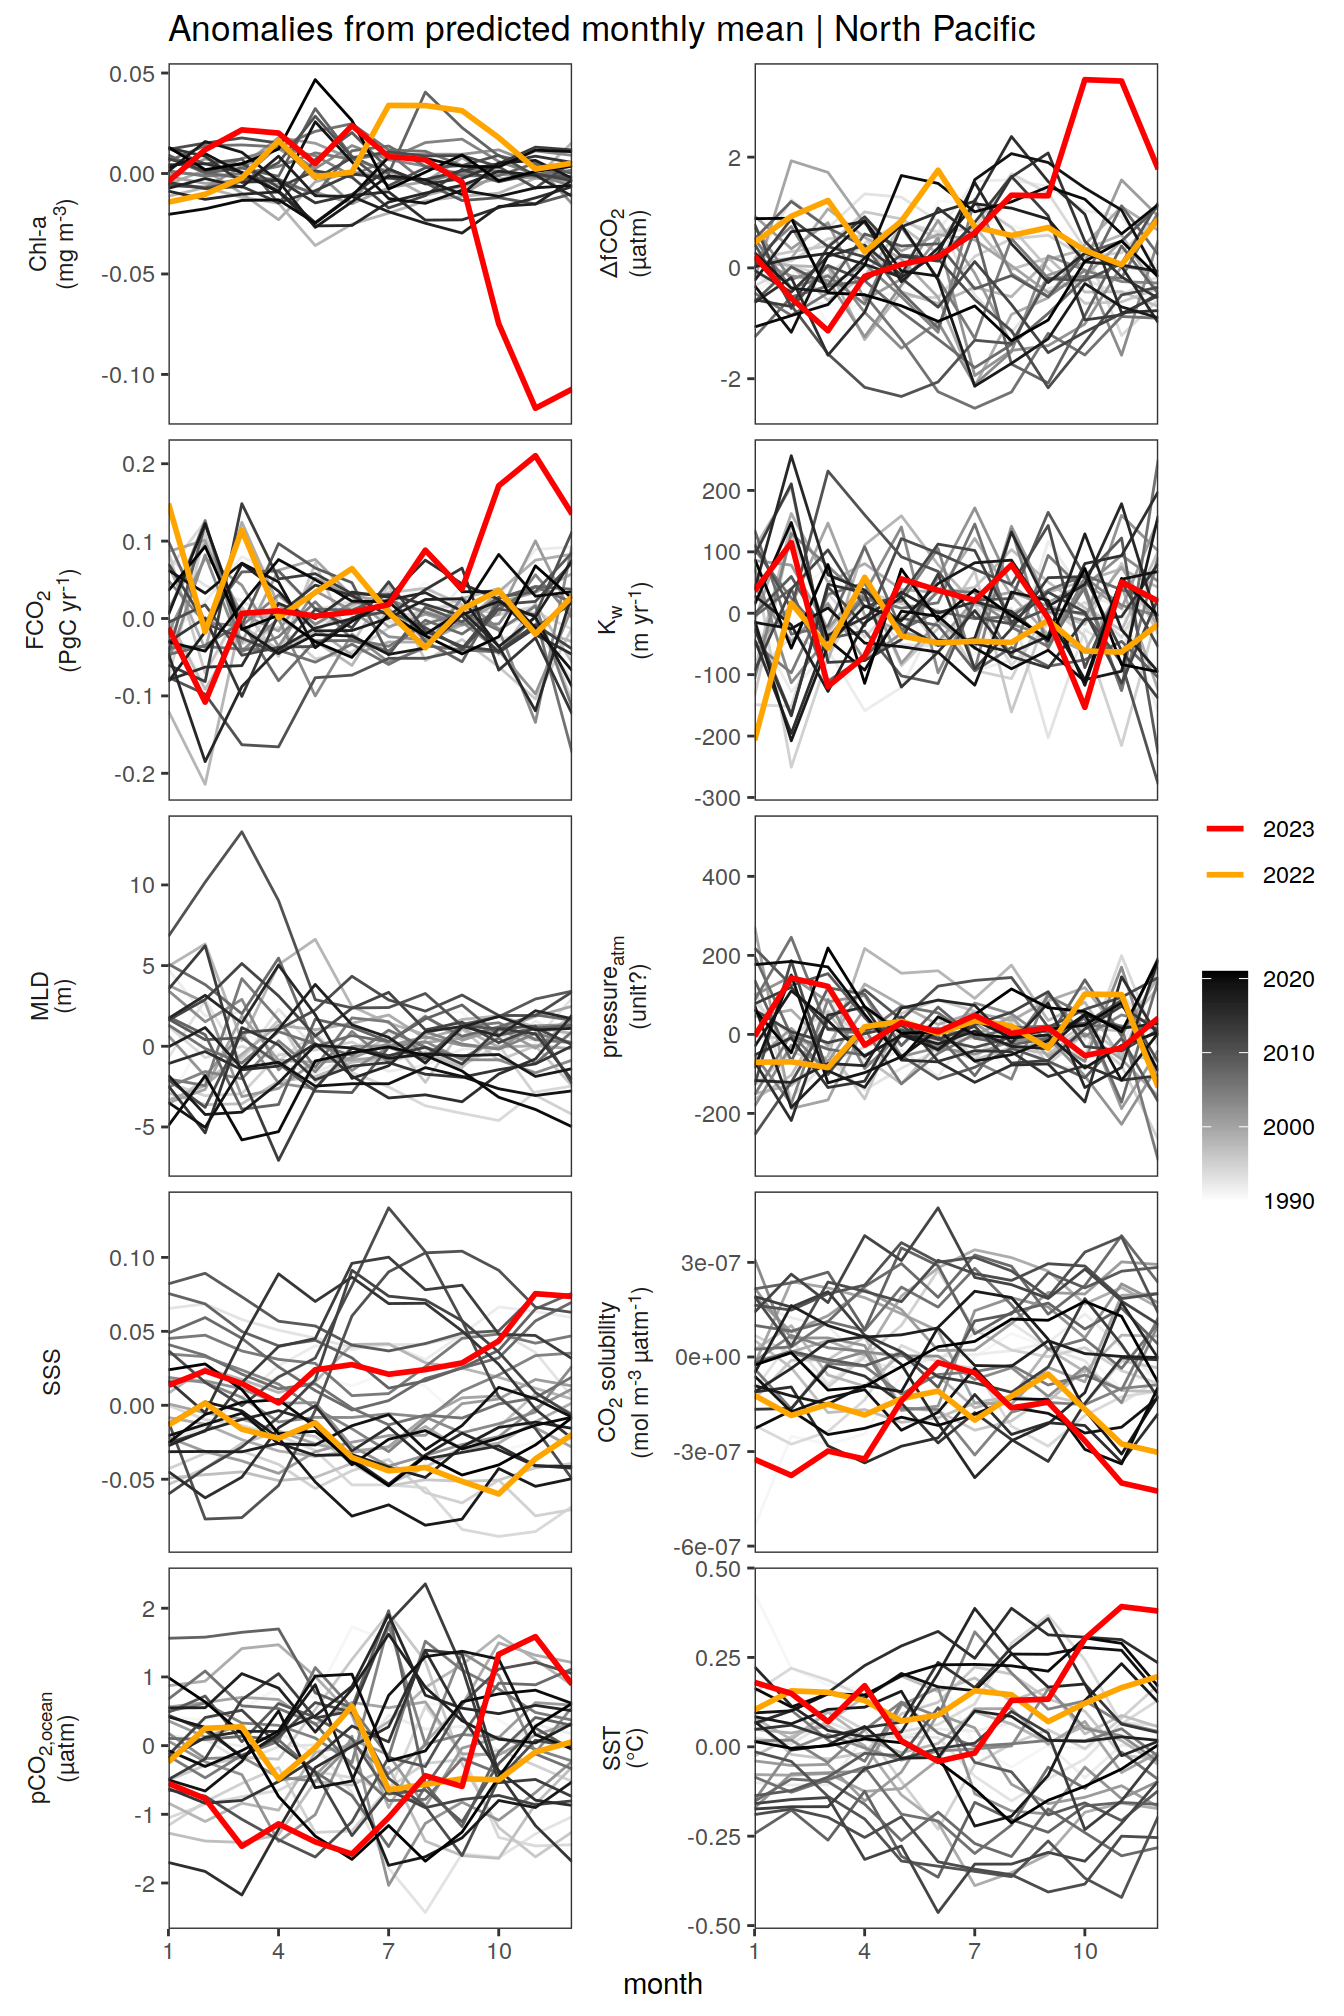 Anomalies from predicted monthly mean | North Pacific
Chl-a
(mg m⁻³)
0.05
0.00
-0.05
-0.10
ΔfCO₂
(µatm)
2
0
-2
FCO₂
(PgC yr⁻¹)
0.2
0.1
0.0
-0.1
-0.2
K_w
(m yr⁻¹)
200
100
0
-100
-200
-300
MLD
(m)
10
5
0
-5
pressure_atm
(unit?)
400
200
0
-200
SSS
0.10
0.05
0.00
-0.05
CO₂ solubility
(mol m⁻³ µatm⁻¹)
3e-07
0e+00
-3e-07
-6e-07
pCO₂,ocean
(µatm)
2
1
0
-1
-2
SST
(°C)
0.50
0.25
0.00
-0.25
-0.50
1 4 7 10
1 4 7 10
month
2023
2022
2020
2010
2000
1990